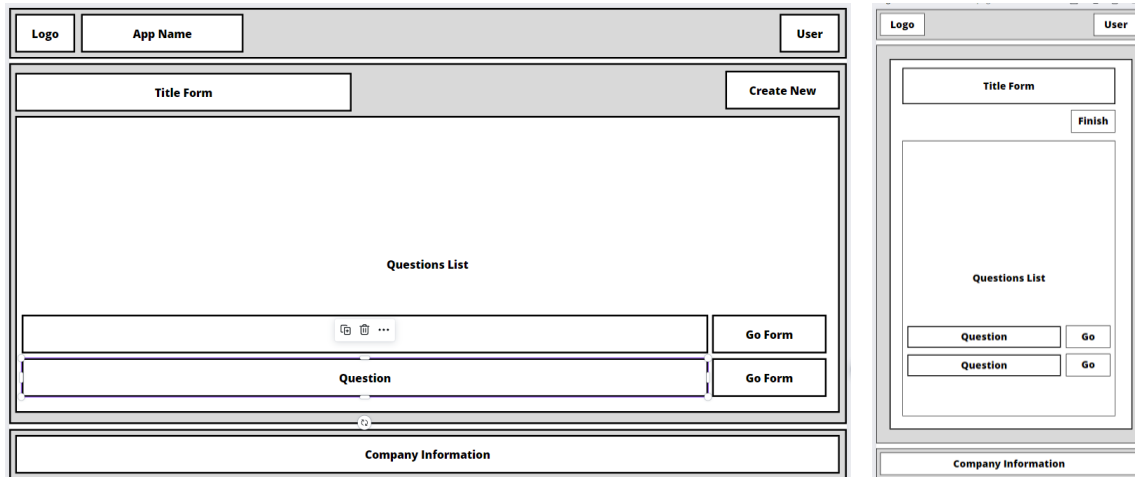 Logo
App Name
User
Title Form
Create New
Questions List
Go Form
Question
Go Form
Company Information
Logo
User
Title Form
Finish
Questions List
Question
Go
Question
Go
Company Information